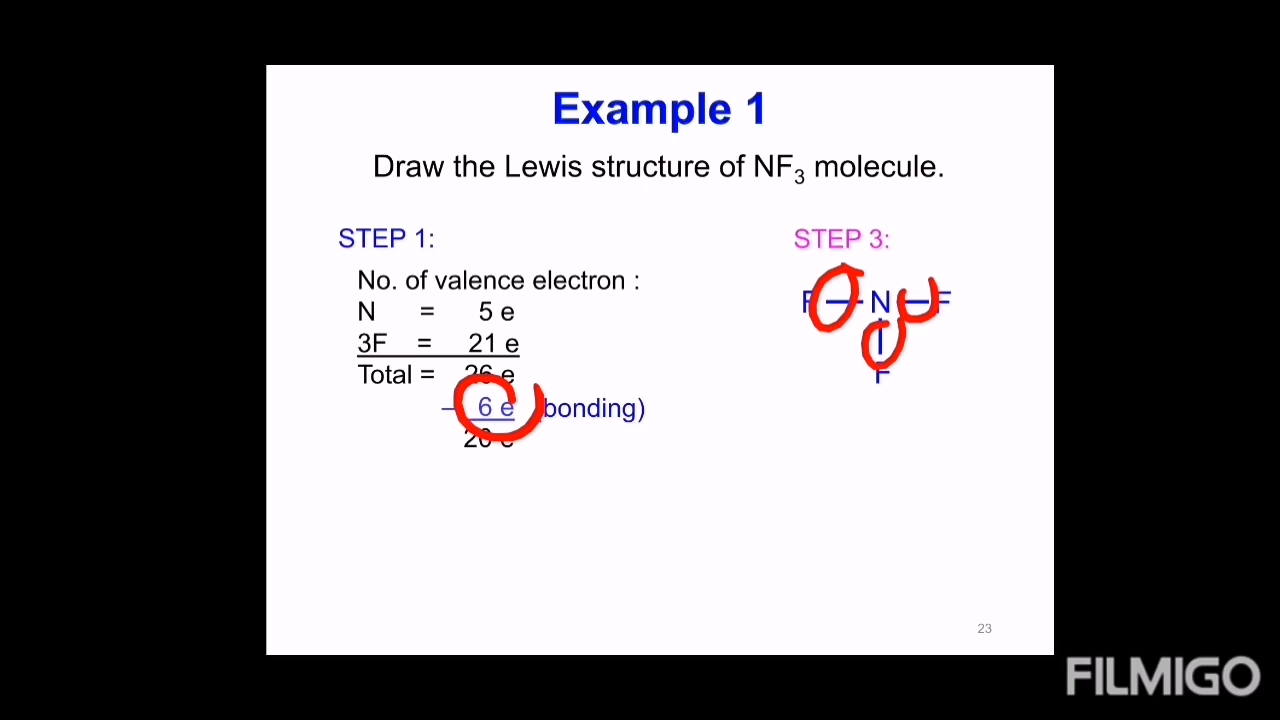 Example 1
Draw the Lewis structure of NF₃ molecule.
STEP 1:
No. of valence electron :
N = 5 e
3F = 21 e
Total = 26 e
– 6 e (bonding)
20 e
STEP 3:
F — N — F
|
F
23
FILMIGO